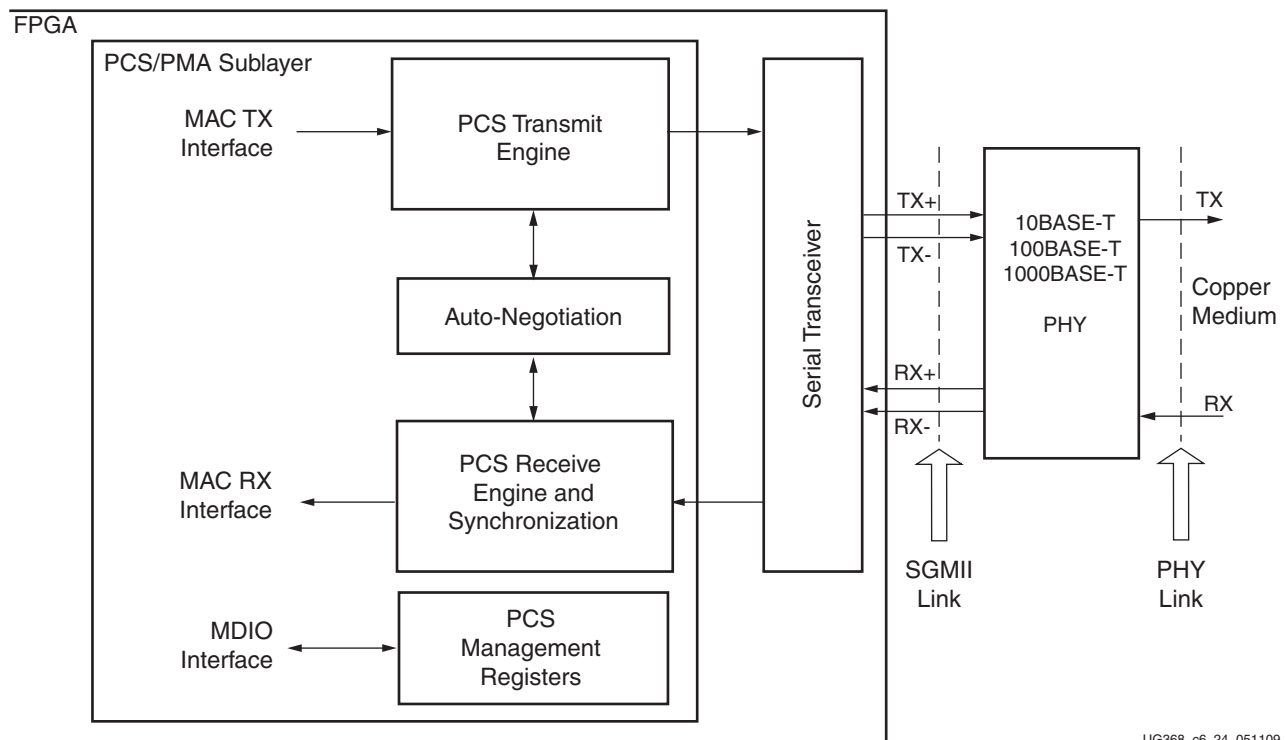 FPGA
PCS/PMA Sublayer
MAC TX
Interface
PCS Transmit
Engine
Auto-Negotiation
MAC RX
Interface
PCS Receive
Engine and
Synchronization
MDIO
Interface
PCS
Management
Registers
Serial Transceiver
TX+
TX-
RX+
RX-
SGMII
Link
10BASE-T
100BASE-T
1000BASE-T
PHY
TX
Copper
Medium
RX
PHY
Link
UG368_c6_24_051109